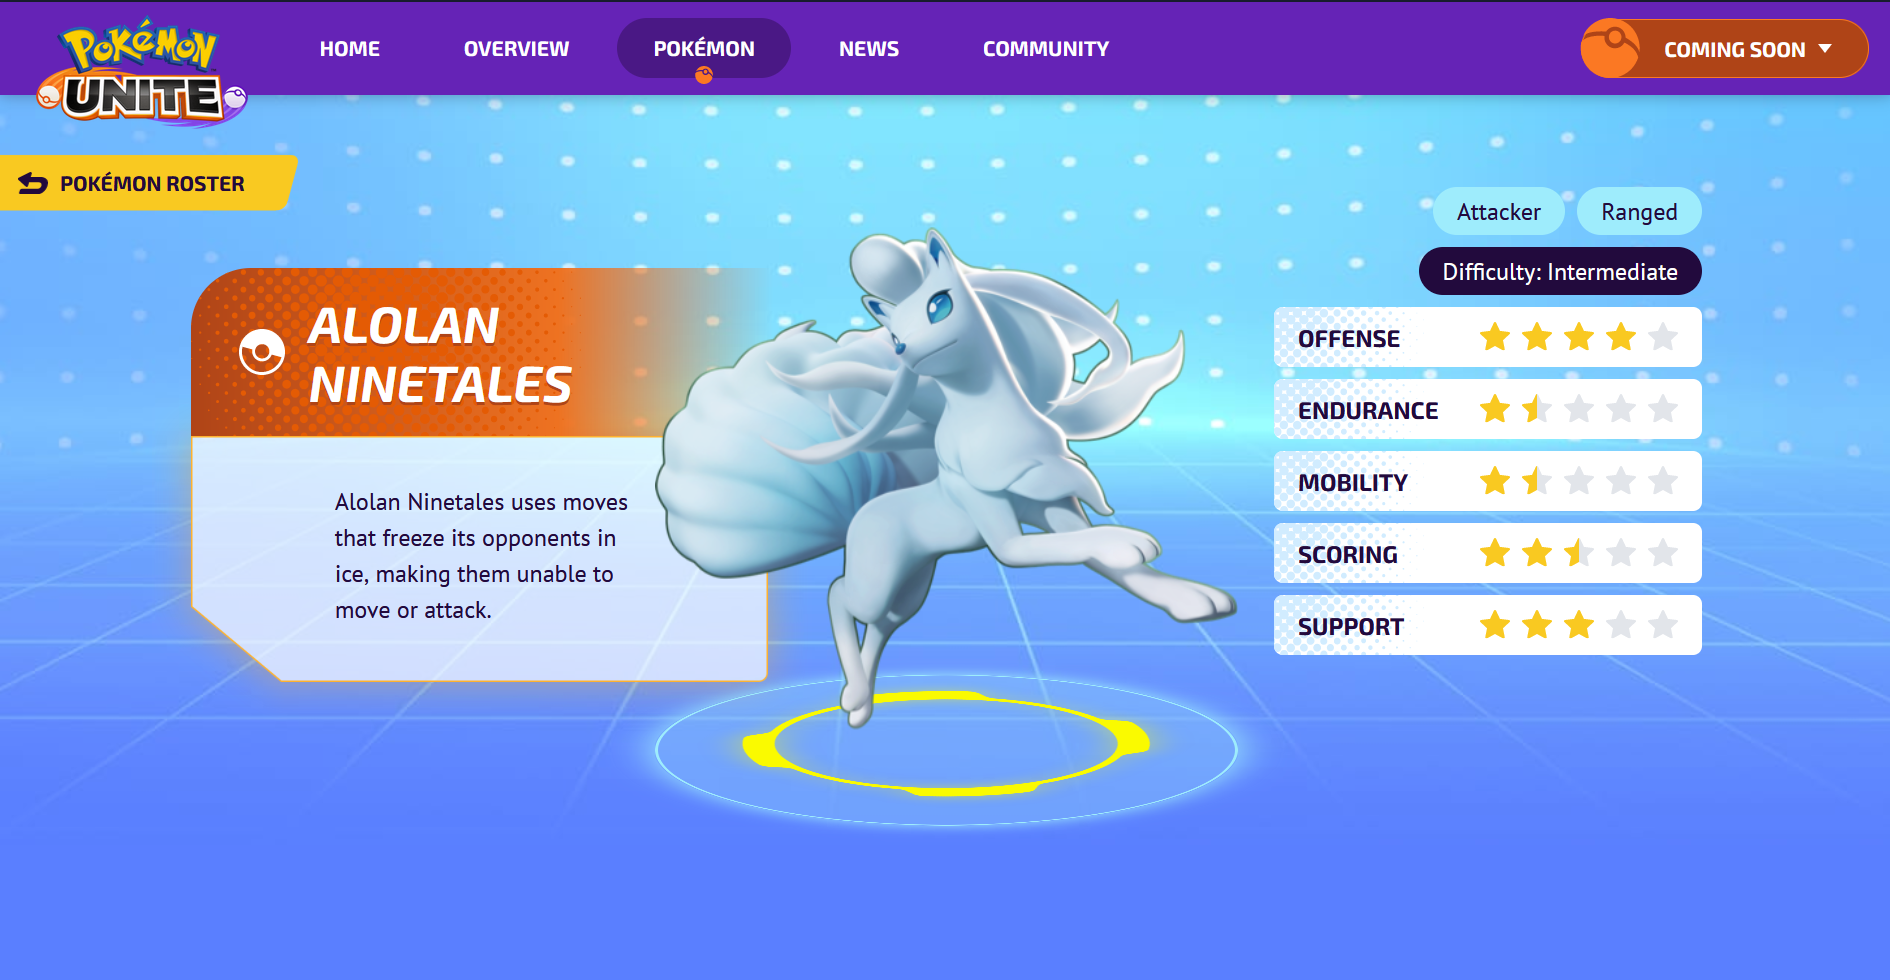 POKÉMON
UNITE
HOME
OVERVIEW
POKÉMON
NEWS
COMMUNITY
COMING SOON
POKÉMON ROSTER
ALOLAN
NINETALES
Alolan Ninetales uses moves
that freeze its opponents in
ice, making them unable to
move or attack.
Attacker
Ranged
Difficulty: Intermediate
OFFENSE
ENDURANCE
MOBILITY
SCORING
SUPPORT